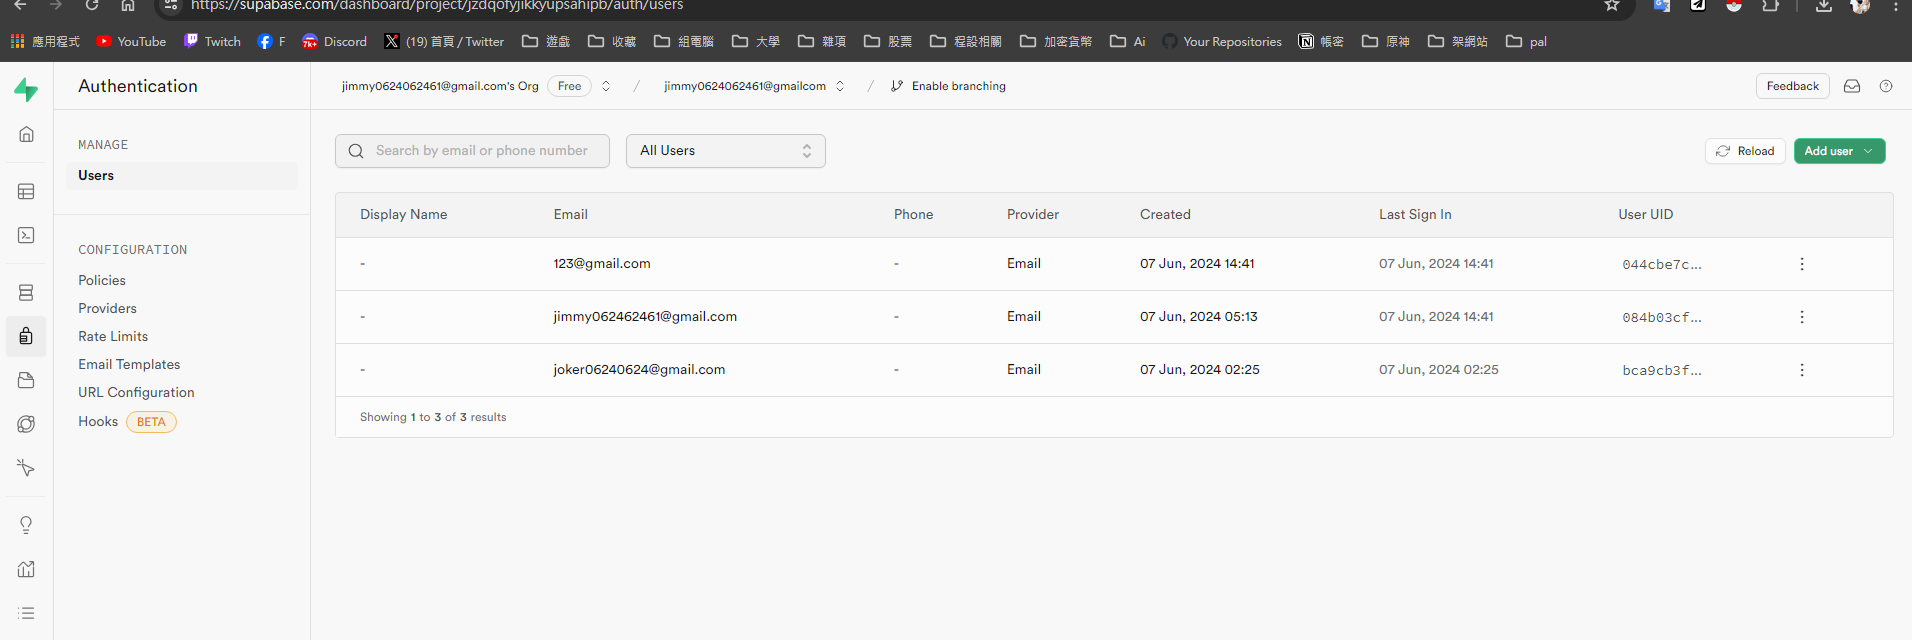 https://supabase.com/dashboard/project/jzdqofyjikkyupsahipb/auth/users
應用程式 YouTube Twitch F Discord (19) 首頁 / Twitter 遊戲 收藏 組電腦 大學 雜項 股票 程設相關 加密貨幣 Ai Your Repositories 帳密 原神 架網站 pal
Authentication
jimmy0624062461@gmail.com's Org Free / jimmy0624062461@gmailcom / Enable branching
Feedback
MANAGE
Users
CONFIGURATION
Policies
Providers
Rate Limits
Email Templates
URL Configuration
Hooks BETA
Search by email or phone number All Users Reload Add user
Display Name Email Phone Provider Created Last Sign In User UID
- 123@gmail.com - Email 07 Jun, 2024 14:41 07 Jun, 2024 14:41 044cbe7c...
- jimmy062462461@gmail.com - Email 07 Jun, 2024 05:13 07 Jun, 2024 14:41 084b03cf...
- joker06240624@gmail.com - Email 07 Jun, 2024 02:25 07 Jun, 2024 02:25 bca9cb3f...
Showing 1 to 3 of 3 results